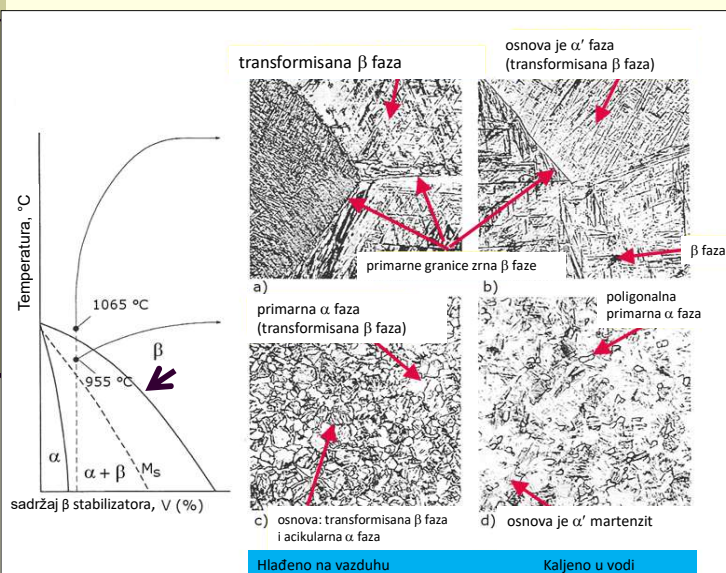 transformisana β faza
osnova je α’ faza
(transformisana β faza)
β faza
primarne granice zrna β faze
a)
b)
Temperatura, °C
1065 °C
955 °C
β
α
α + β
Ms
sadržaj β stabilizatora, V (%)
primarna α faza
(transformisana β faza)
poligonalna
primarna α faza
c)
osnova: transformisana β faza
i acikularna α faza
d)
osnova je α’ martenzit
Hlađeno na vazduhu
Kaljeno u vodi